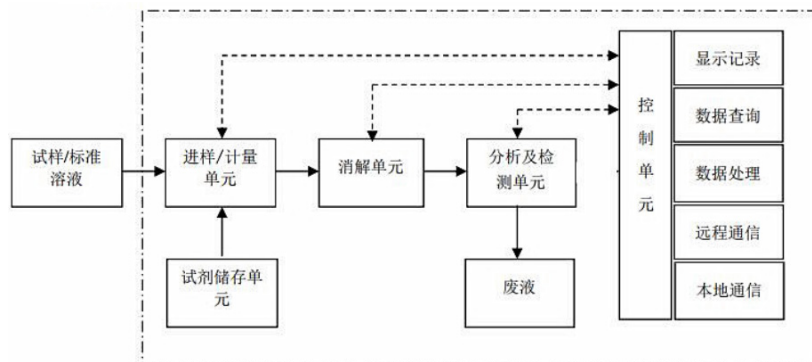 试样/标准
溶液
进样/计量
单元
消解单元
分析及检
测单元
试剂储存单
元
废液
控
制
单
元
显示记录
数据查询
数据处理
远程通信
本地通信